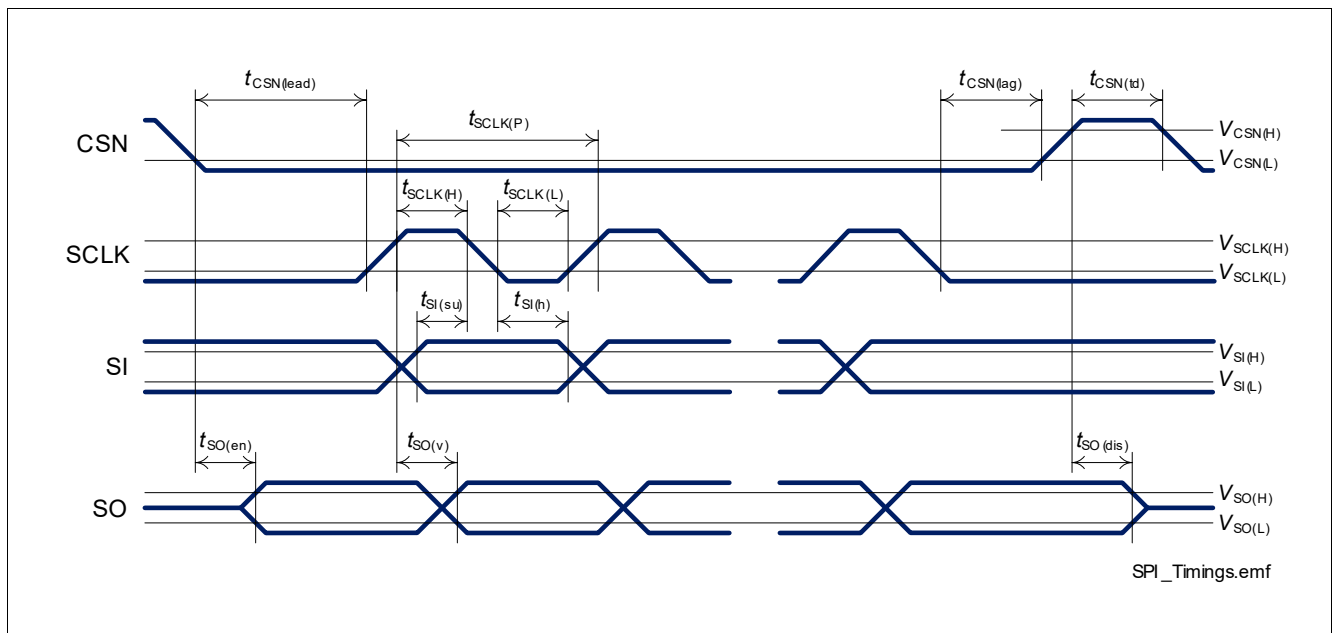 tCSN(lead)
tCSN(lag)
tCSN(td)
tSCLK(P)
CSN
VCSN(H)
VCSN(L)
tSCLK(H)
tSCLK(L)
SCLK
VSCLK(H)
VSCLK(L)
tSI(su)
tSI(h)
SI
VSI(H)
VSI(L)
tSO(en)
tSO(v)
tSO(dis)
SO
VSO(H)
VSO(L)
SPI_Timings.emf